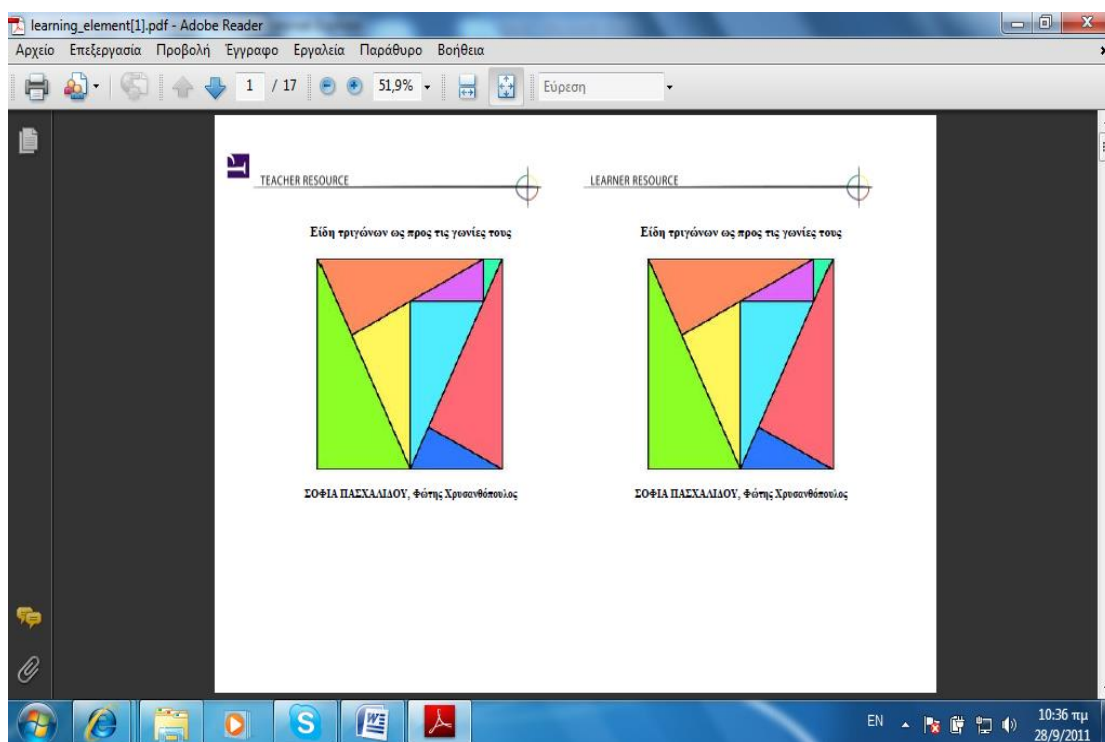 learning_element[1].pdf - Adobe Reader
Αρχείο Επεξεργασία Προβολή Έγγραφο Εργαλεία Παράθυρο Βοήθεια
1 / 17 51,9% Εύρεση
TEACHER RESOURCE
Είδη τριγώνων ως προς τις γωνίες τους
ΣΟΦΙΑ ΠΑΣΧΑΛΙΔΟΥ, Φώτης Χρυσανθόπουλος
LEARNER RESOURCE
Είδη τριγώνων ως προς τις γωνίες τους
ΣΟΦΙΑ ΠΑΣΧΑΛΙΔΟΥ, Φώτης Χρυσανθόπουλος
EN
10:36 πμ
28/9/2011